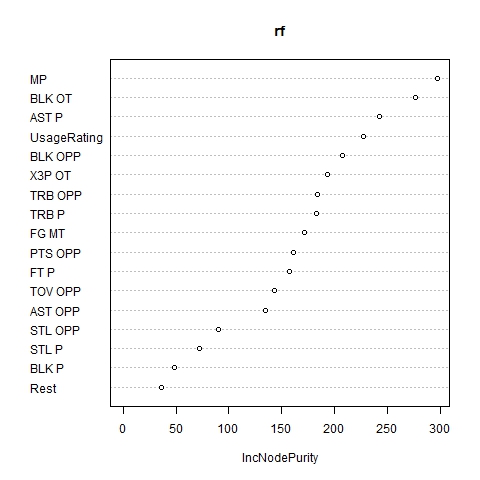 rf
MP
BLK OT
AST P
UsageRating
BLK OPP
X3P OT
TRB OPP
TRB P
FG MT
PTS OPP
FT P
TOV OPP
AST OPP
STL OPP
STL P
BLK P
Rest
0 50 100 150 200 250 300
IncNodePurity